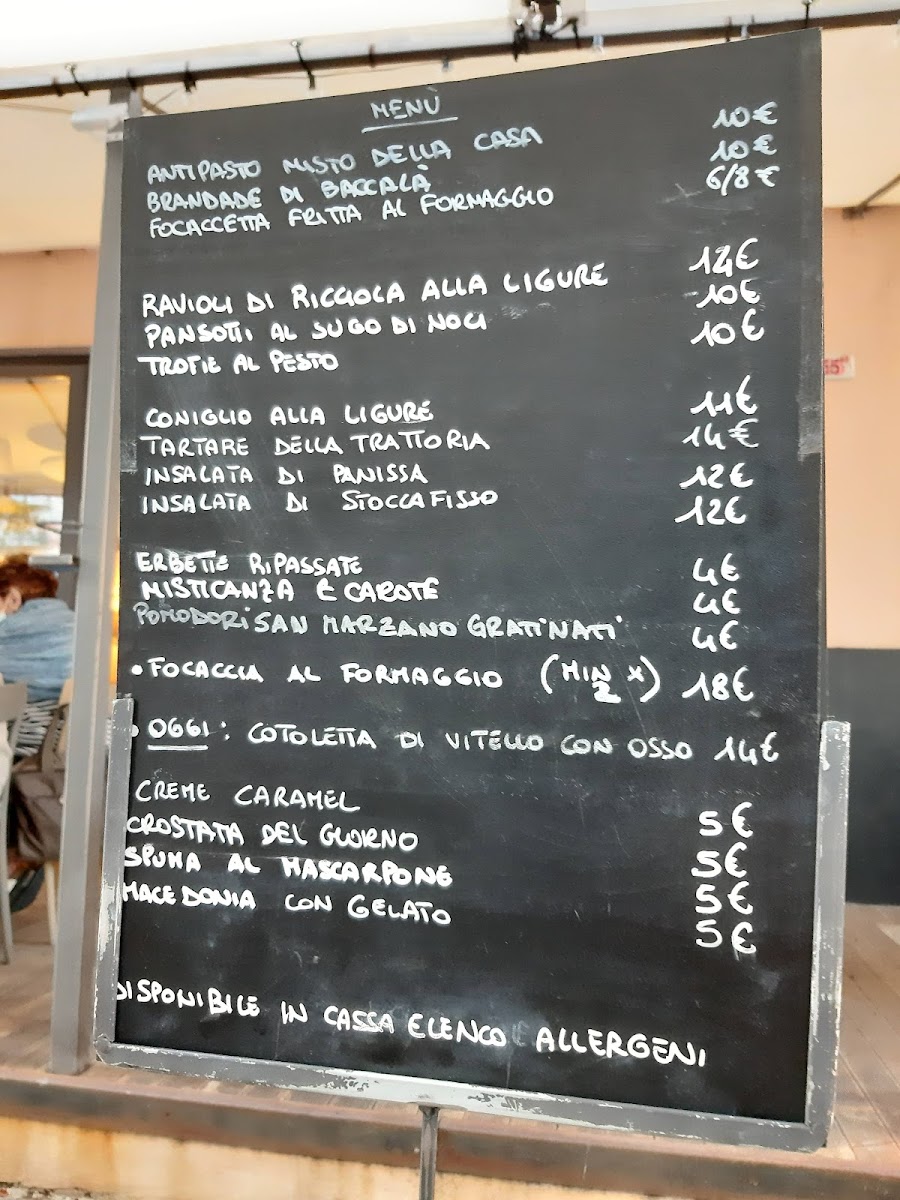 MENÙ
ANTIPASTO MISTO DELLA CASA 10€
BRANDADE DI BACCALÀ 10€
FOCACCETTA FRITTA AL FORMAGGIO 6/8€
RAVIOLI DI RICCIOLA ALLA LIGURE 12€
PANSOTTI AL SUGO DI NOCI 10€
TROFIE AL PESTO 10€
CONIGLIO ALLA LIGURE 11€
TARTARE DELLA TRATTORIA 14€
INSALATA DI PANISSA 12€
INSALATA DI STOCCAFISSO 12€
ERBETTE RIPASSATE 4€
MISTICANZA E CAROTE 4€
POMODORI SAN MARZANO GRATINATI 4€
• FOCACCIA AL FORMAGGIO (MIN X 2) 18€
• OGGI: COTOLETTA DI VITELLO CON OSSO 14€
CREME CARAMEL 5€
CROSTATA DEL GIORNO 5€
SPUMA AL MASCARPONE 5€
MACEDONIA CON GELATO 5€
DISPONIBILE IN CASSA ELENCO ALLERGENI